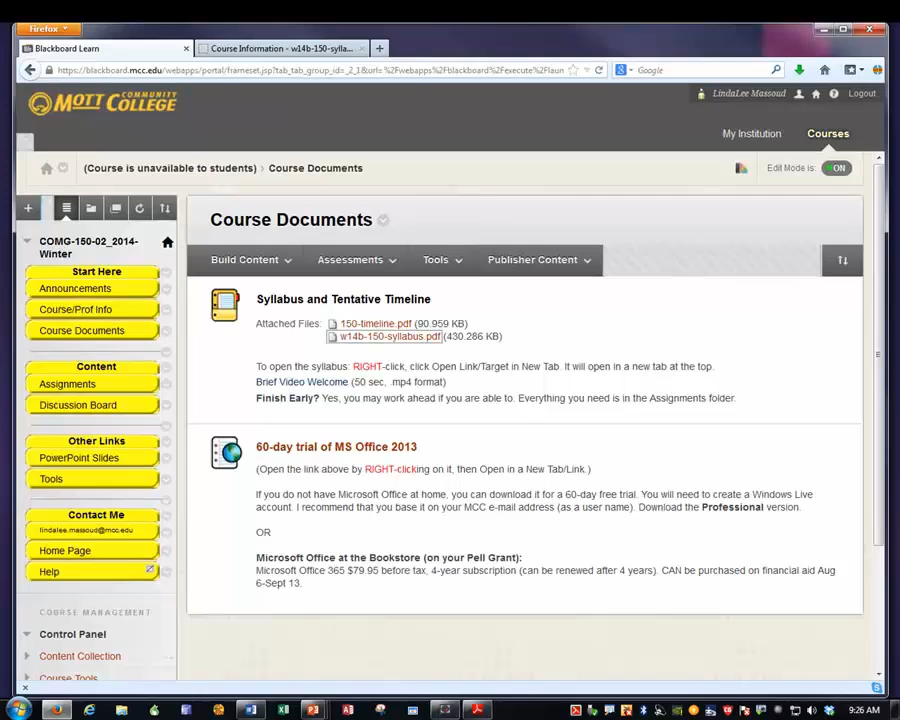 Firefox
Blackboard Learn
Course Information - w14b-150-sylla...
https://blackboard.mcc.edu/webapps/portal/frameset.jsp?tab_tab_group_id=_2_1&url=%2Fwebapps%2Fblackboard%2Fexecute%2Flaun
Google
MOTT COMMUNITY COLLEGE
LindaLee Massoud
Logout
My Institution
Courses
(Course is unavailable to students) › Course Documents
Edit Mode is: ON
COMG-150-02_2014-
Winter
Start Here
Announcements
Course/Prof Info
Course Documents
Content
Assignments
Discussion Board
Other Links
PowerPoint Slides
Tools
Contact Me
lindalee.massoud@mcc.edu
Home Page
Help
COURSE MANAGEMENT
Control Panel
Content Collection
Course Tools
Course Documents
Build Content
Assessments
Tools
Publisher Content
Syllabus and Tentative Timeline
Attached Files: 150-timeline.pdf (90.959 KB)
w14b-150-syllabus.pdf (430.286 KB)
To open the syllabus: RIGHT-click, click Open Link/Target in New Tab. It will open in a new tab at the top.
Brief Video Welcome (50 sec, .mp4 format)
Finish Early? Yes, you may work ahead if you are able to. Everything you need is in the Assignments folder.
60-day trial of MS Office 2013
(Open the link above by RIGHT-clicking on it, then Open in a New Tab/Link.)
If you do not have Microsoft Office at home, you can download it for a 60-day free trial. You will need to create a Windows Live
account. I recommend that you base it on your MCC e-mail address (as a user name). Download the Professional version.
OR
Microsoft Office at the Bookstore (on your Pell Grant):
Microsoft Office 365 $79.95 before tax, 4-year subscription (can be renewed after 4 years). CAN be purchased on financial aid Aug
6-Sept 13.
9:26 AM